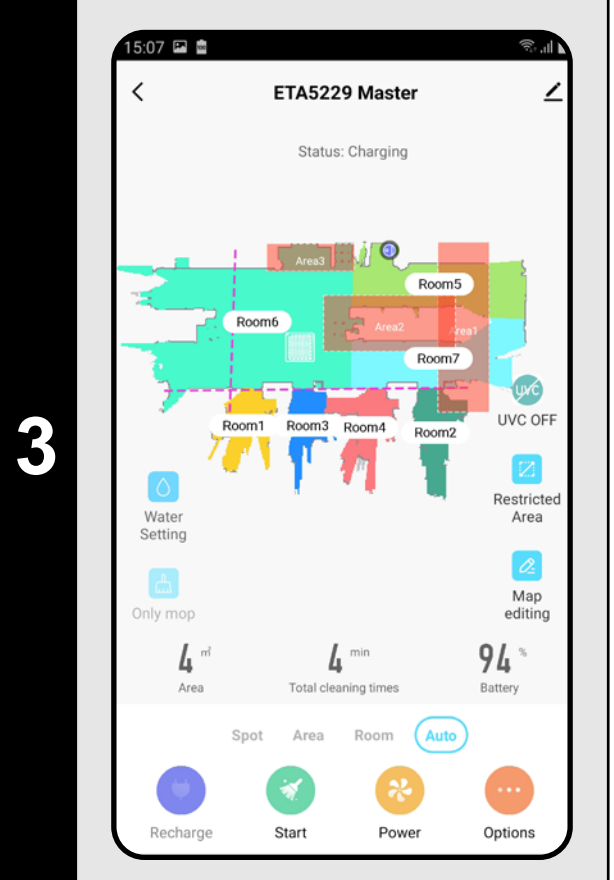 15:07
ETA5229 Master
Status: Charging
Area3
Room5
Room6
Area2
Area1
Room7
UVC
UVC OFF
Room1
Room3
Room4
Room2
3
Water
Setting
Restricted
Area
Only mop
Map
editing
4 ㎡
4 min
94 %
Area
Total cleaning times
Battery
Spot
Area
Room
Auto
Recharge
Start
Power
Options